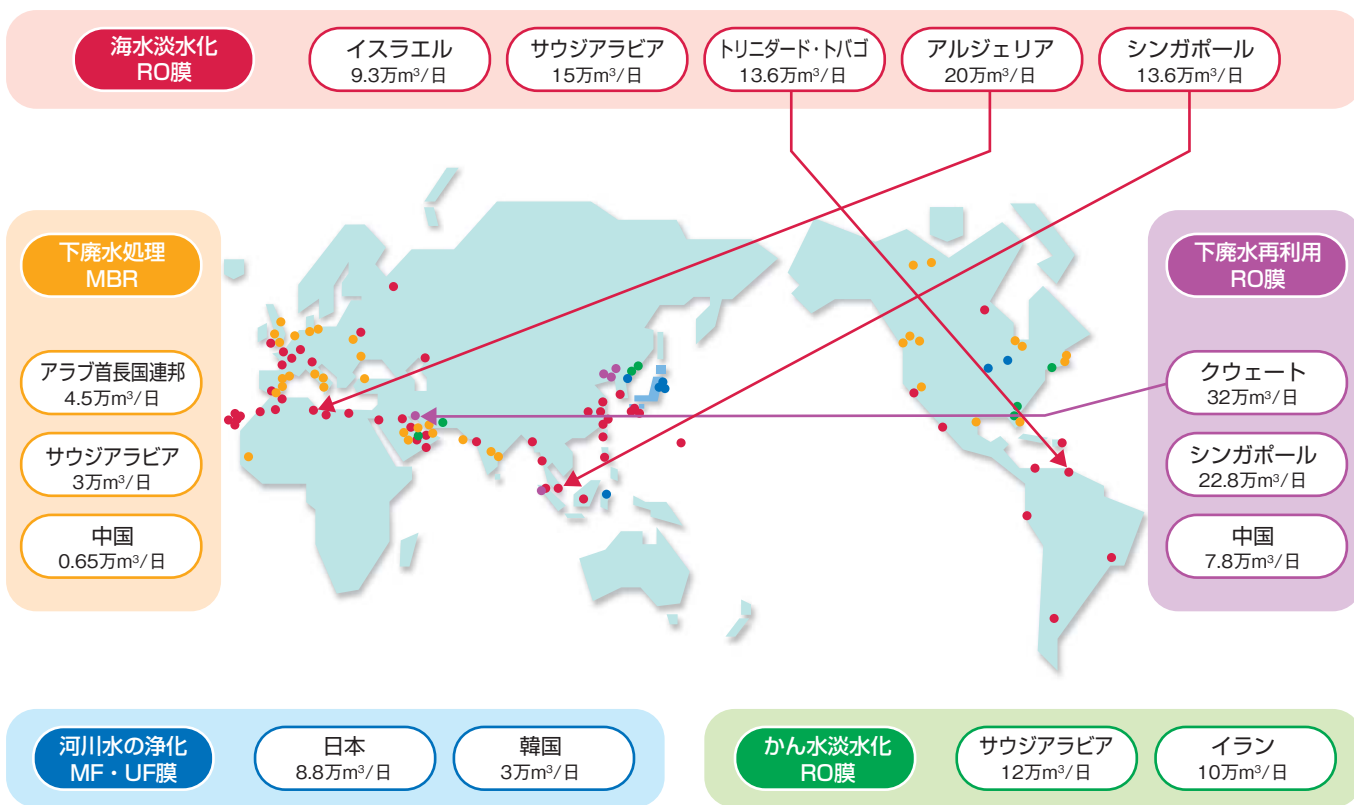 海水淡水化
RO膜
イスラエル
9.3万m³/日
サウジアラビア
15万m³/日
トリニダード・トバゴ
13.6万m³/日
アルジェリア
20万m³/日
シンガポール
13.6万m³/日
下廃水処理
MBR
アラブ首長国連邦
4.5万m³/日
サウジアラビア
3万m³/日
中国
0.65万m³/日
下廃水再利用
RO膜
クウェート
32万m³/日
シンガポール
22.8万m³/日
中国
7.8万m³/日
河川水の浄化
MF・UF膜
日本
8.8万m³/日
韓国
3万m³/日
かん水淡水化
RO膜
サウジアラビア
12万m³/日
イラン
10万m³/日